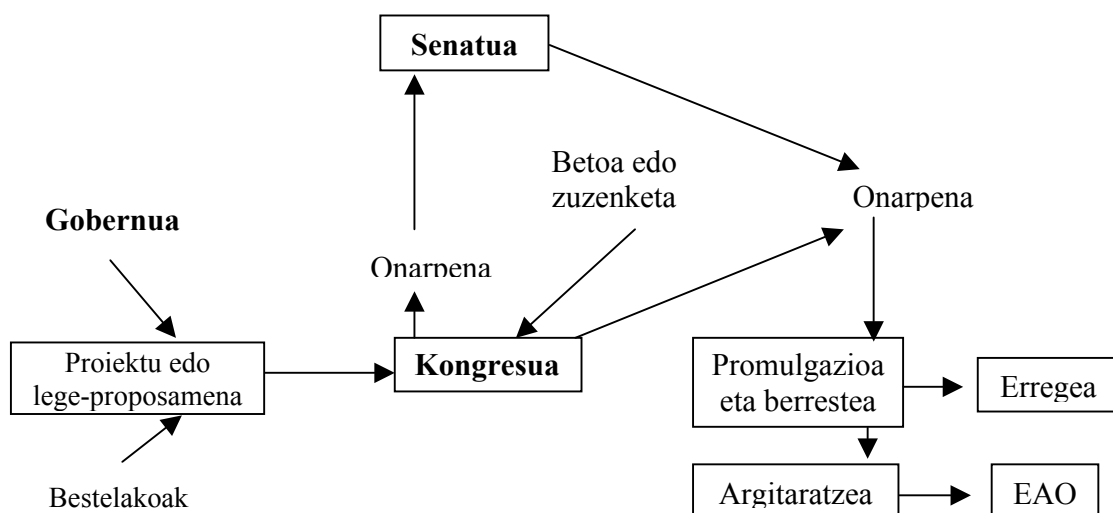 Senatua
Betoa edo
zuzenketa
Onarpena
Gobernua
Onarpena
Proiektu edo
lege-proposamena
Kongresua
Promulgazioa
eta berrestea
Erregea
Bestelakoak
Argitaratzea
EAO